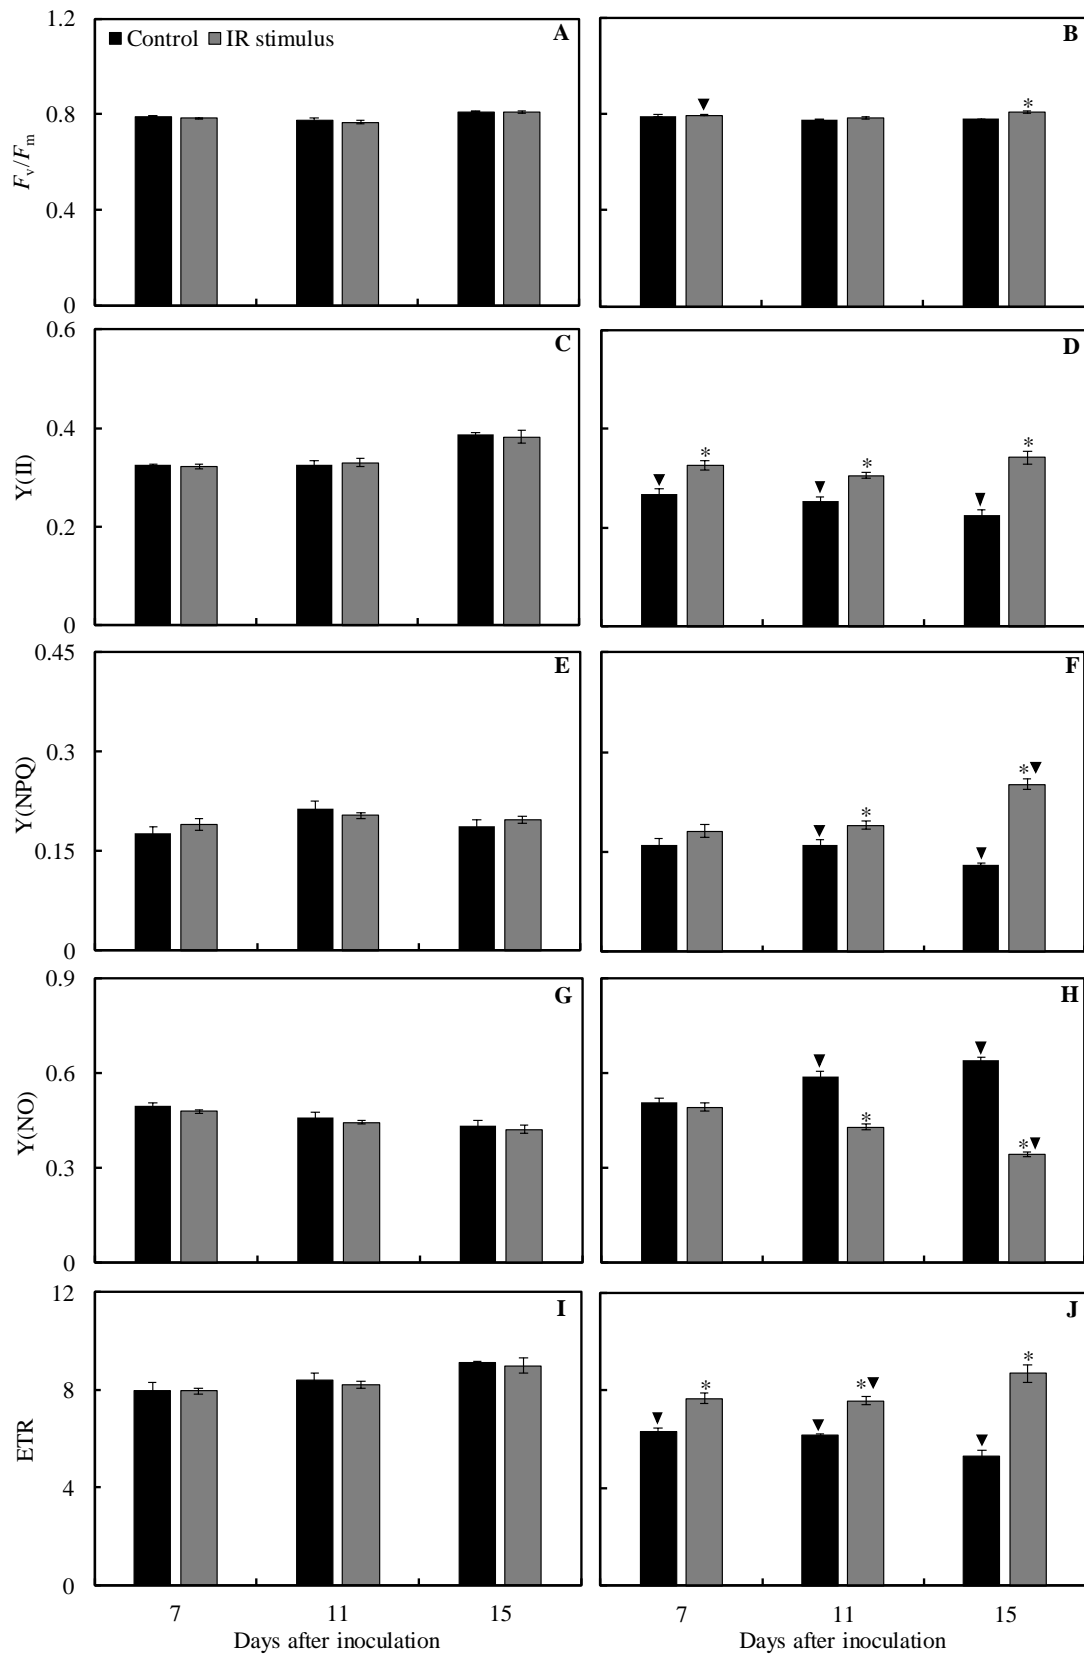 1.2
■ Control ■ IR stimulus
A
B
▼
*
0.8
Fv/Fm
0.4
0
0.6
C
D
0.4
* * *
▼ ▼ ▼
Y(II)
0.2
0
0.45
E
F
*▼
0.3
Y(NPQ)
▼ * ▼
0.15
0
0.9
G
H
▼ ▼
0.6
Y(NO)
* *▼
0.3
0
12
I
J
* *▼ *
8
▼ ▼ ▼
ETR
4
0
7 11 15
7 11 15
Days after inoculation
Days after inoculation